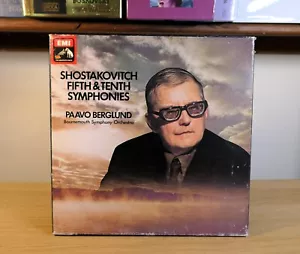 EMI
SHOSTAKOVITCH
FIFTH & TENTH
SYMPHONIES
PAAVO BERGLUND
Bournemouth Symphony Orchestra